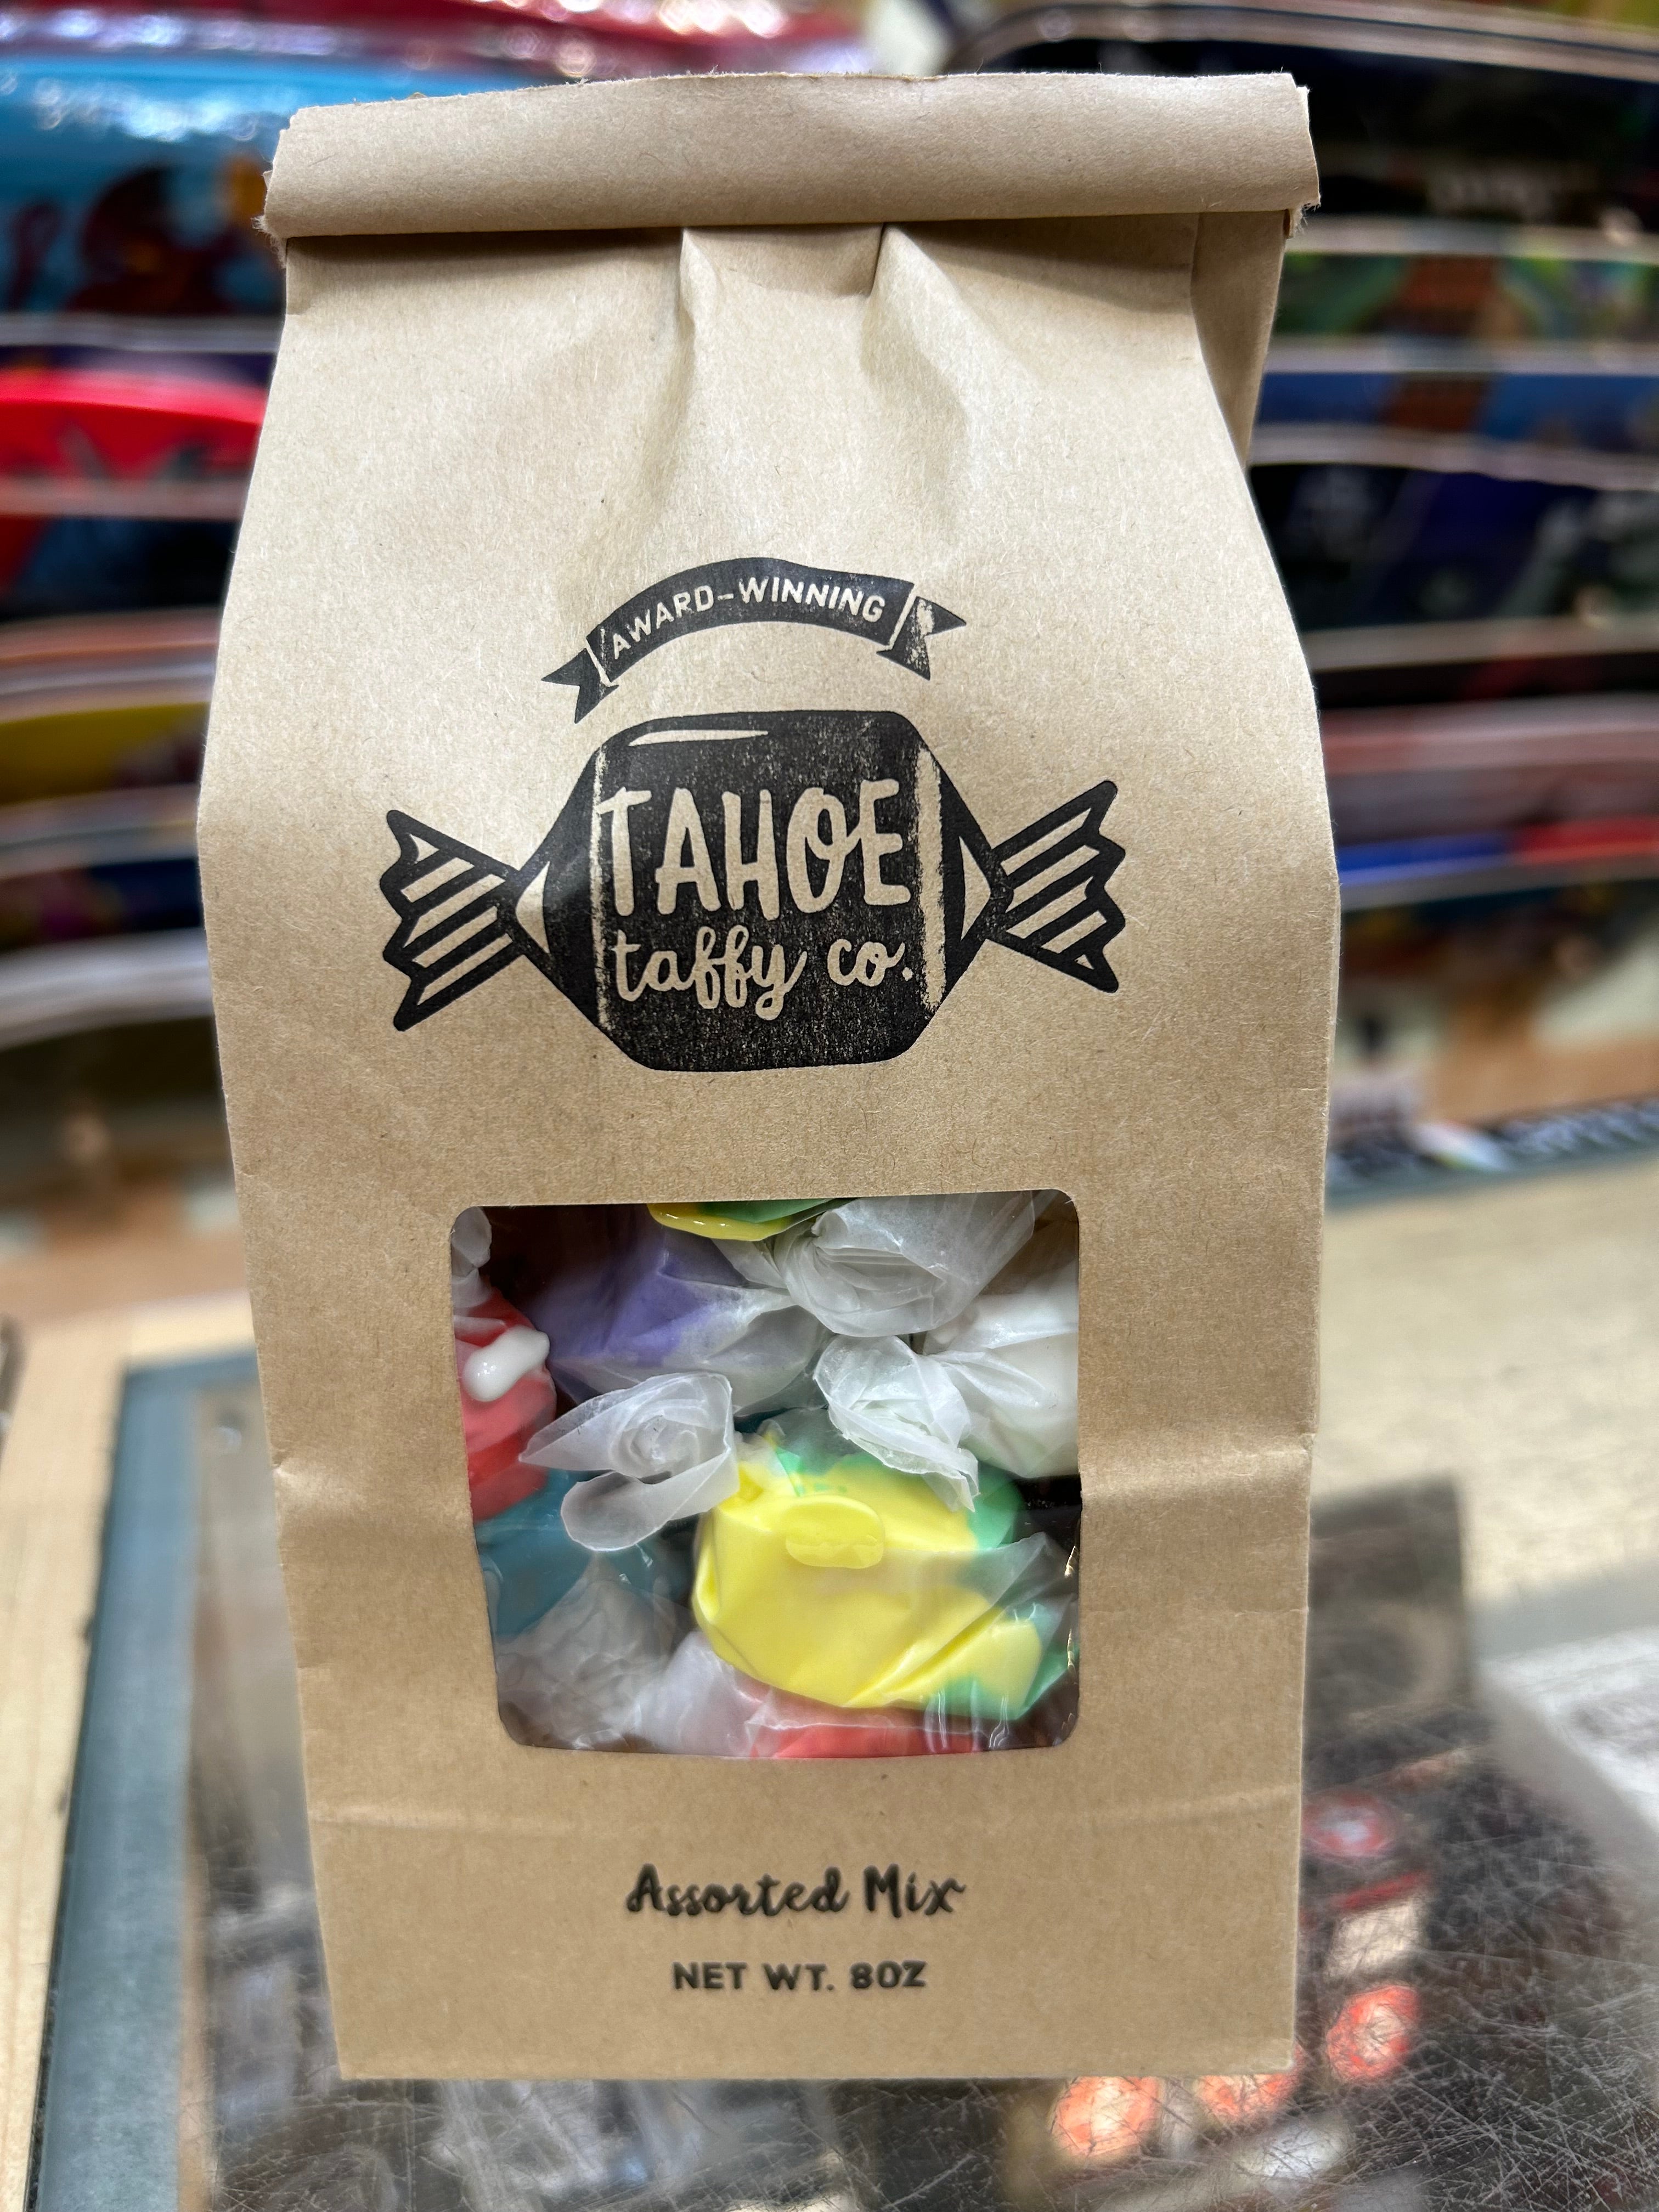 AWARD-WINNING
TAHOE
taffy co.
Assorted Mix
NET WT. 8OZ